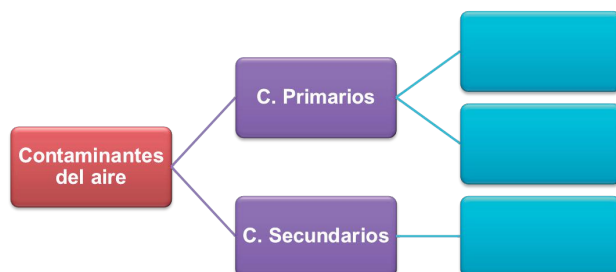 C. Primarios
Contaminantes
del aire
C. Secundarios